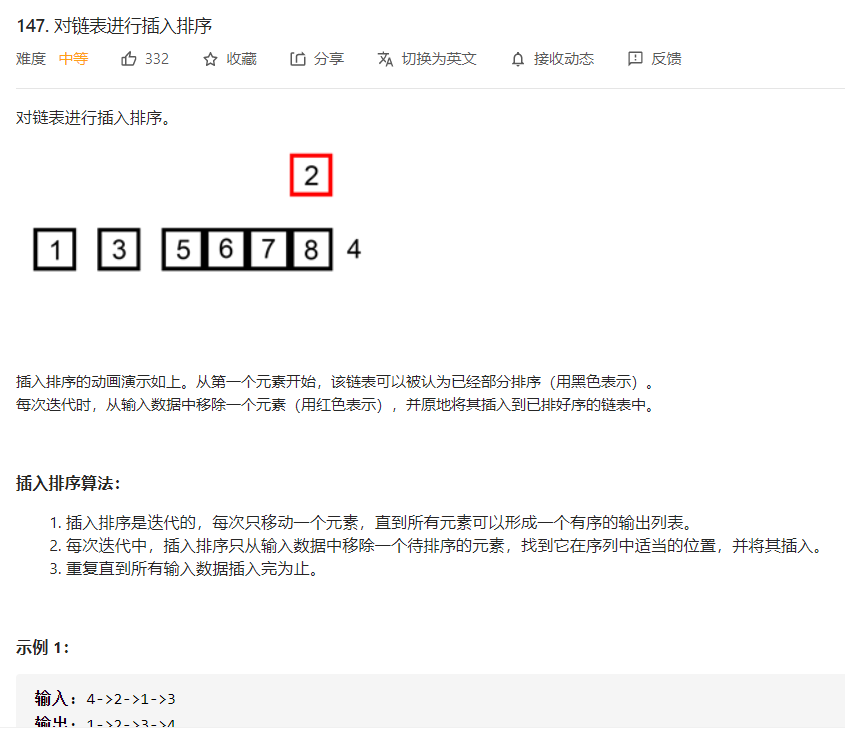 147. 对链表进行插入排序
难度 中等 332 收藏 分享 切换为英文 接收动态 反馈
对链表进行插入排序。
2
1 3 5 6 7 8 4
插入排序的动画演示如上。从第一个元素开始，该链表可以被认为已经部分排序（用黑色表示）。
每次迭代时，从输入数据中移除一个元素（用红色表示），并原地将其插入到已排好序的链表中。
插入排序算法：
1. 插入排序是迭代的，每次只移动一个元素，直到所有元素可以形成一个有序的输出列表。
2. 每次迭代中，插入排序只从输入数据中移除一个待排序的元素，找到它在序列中适当的位置，并将其插入。
3. 重复直到所有输入数据插入完为止。
示例 1：
输入：4->2->1->3
输出：1->2->3->4